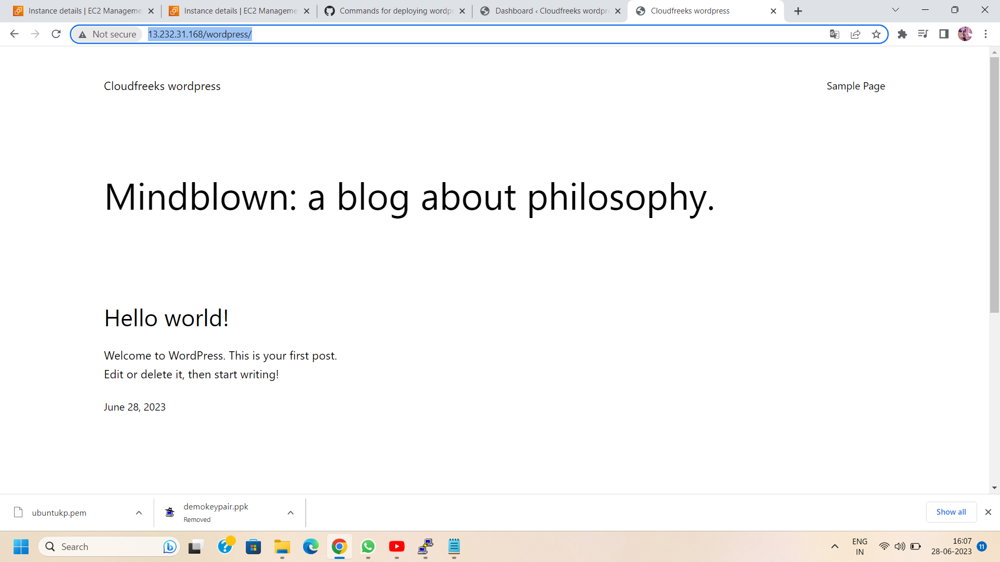 Instance details | EC2 Manageme
Instance details | EC2 Manageme
Commands for deploying wordpr
Dashboard ‹ Cloudfreeks wordpre
Cloudfreeks wordpress
Not secure
13.232.31.168/wordpress/
Cloudfreeks wordpress
Sample Page
Mindblown: a blog about philosophy.
Hello world!
Welcome to WordPress. This is your first post.
Edit or delete it, then start writing!
June 28, 2023
ubuntukp.pem
demokeypair.ppk
Removed
Show all
Search
ENG
IN
16:07
28-06-2023
11